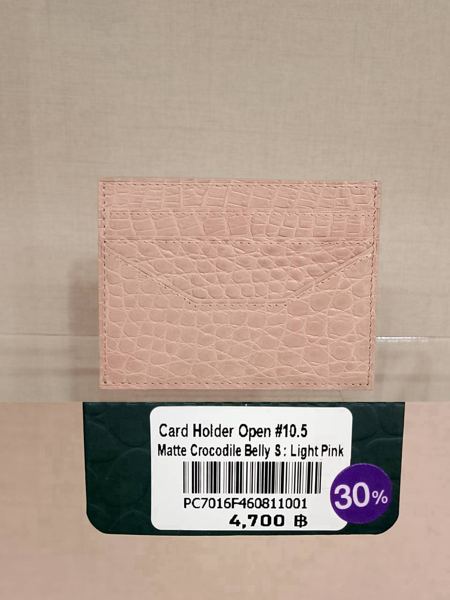 Card Holder Open #10.5
Matte Crocodile Belly S : Light Pink
PC7016F460811001
4,700 ฿
30%